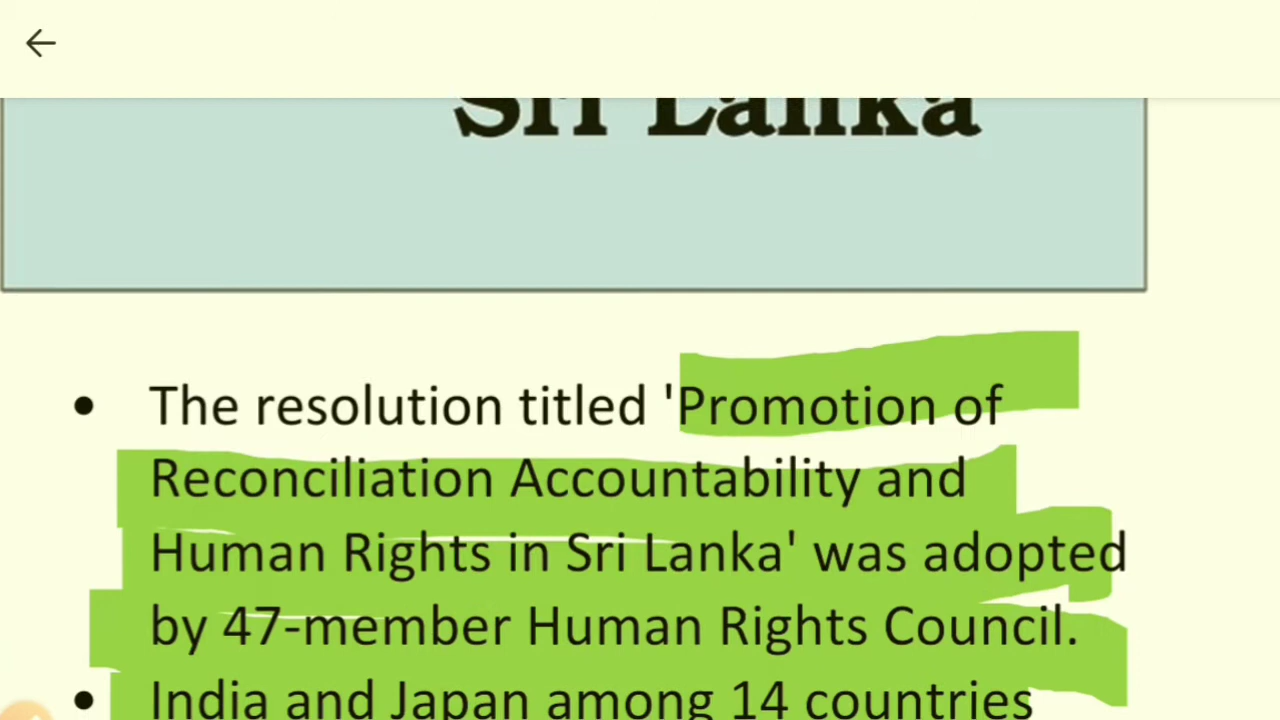 Sri Lanka
• The resolution titled 'Promotion of
Reconciliation Accountability and
Human Rights in Sri Lanka' was adopted
by 47-member Human Rights Council.
• India and Japan among 14 countries